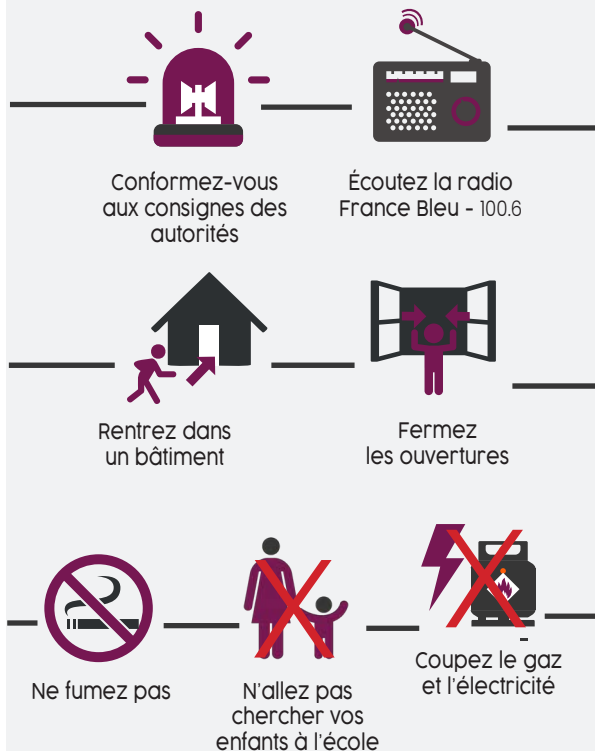 Conformez-vous
aux consignes des
autorités
Écoutez la radio
France Bleu - 100.6
Rentrez dans
un bâtiment
Fermez
les ouvertures
Ne fumez pas
N'allez pas
chercher vos
enfants à l'école
Coupez le gaz
et l'électricité